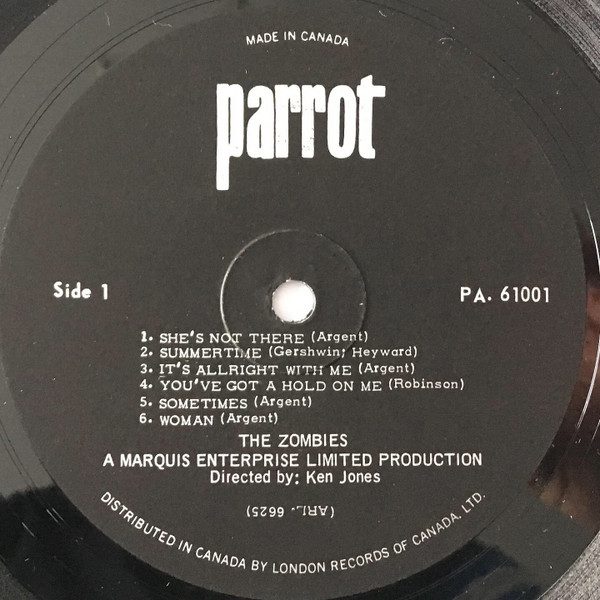 MADE IN CANADA
parrot
Side 1
PA. 61001
1. SHE'S NOT THERE (Argent)
2. SUMMERTIME (Gershwin; Heyward)
3. IT'S ALLRIGHT WITH ME (Argent)
4. YOU'VE GOT A HOLD ON ME (Robinson)
5. SOMETIMES (Argent)
6. WOMAN (Argent)
THE ZOMBIES
A MARQUIS ENTERPRISE LIMITED PRODUCTION
Directed by: Ken Jones
(ARL. 6625)
DISTRIBUTED IN CANADA BY LONDON RECORDS OF CANADA. LTD.